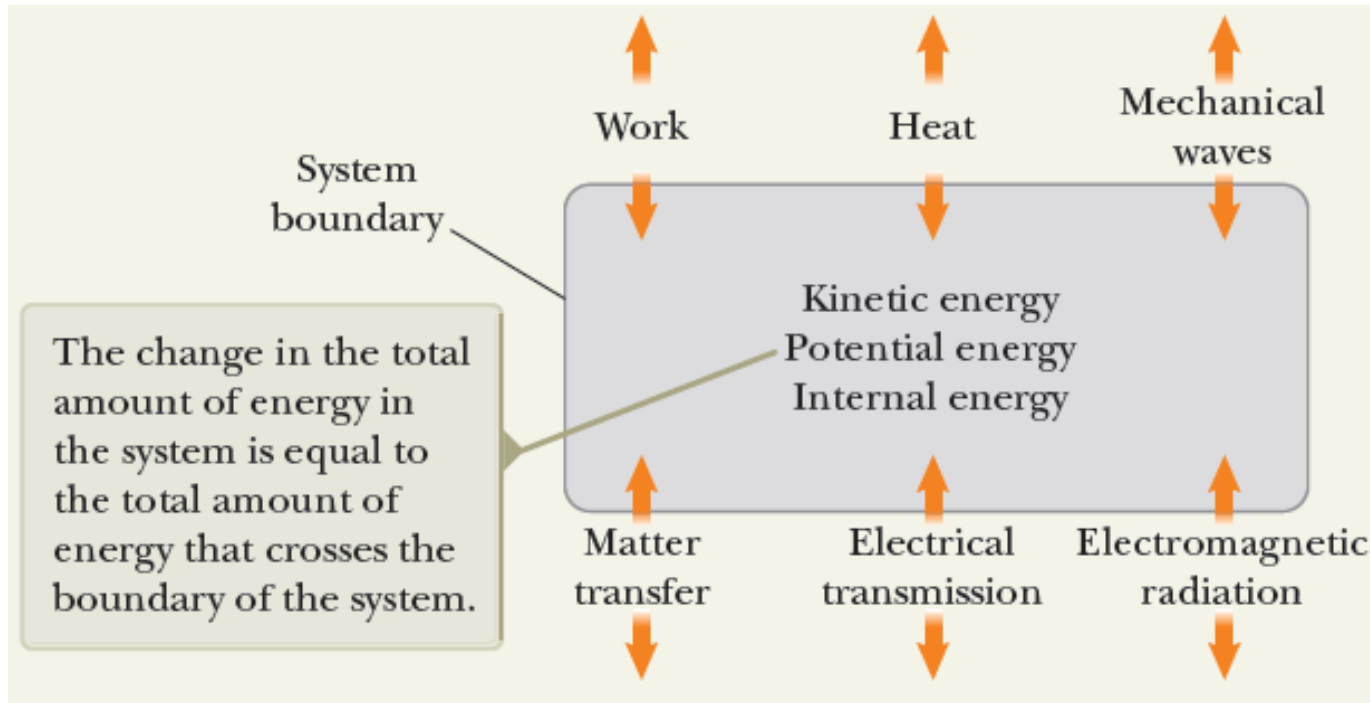 Work
Heat
Mechanical
waves
System
boundary
Kinetic energy
Potential energy
Internal energy
The change in the total
amount of energy in
the system is equal to
the total amount of
energy that crosses the
boundary of the system.
Matter
transfer
Electrical
transmission
Electromagnetic
radiation